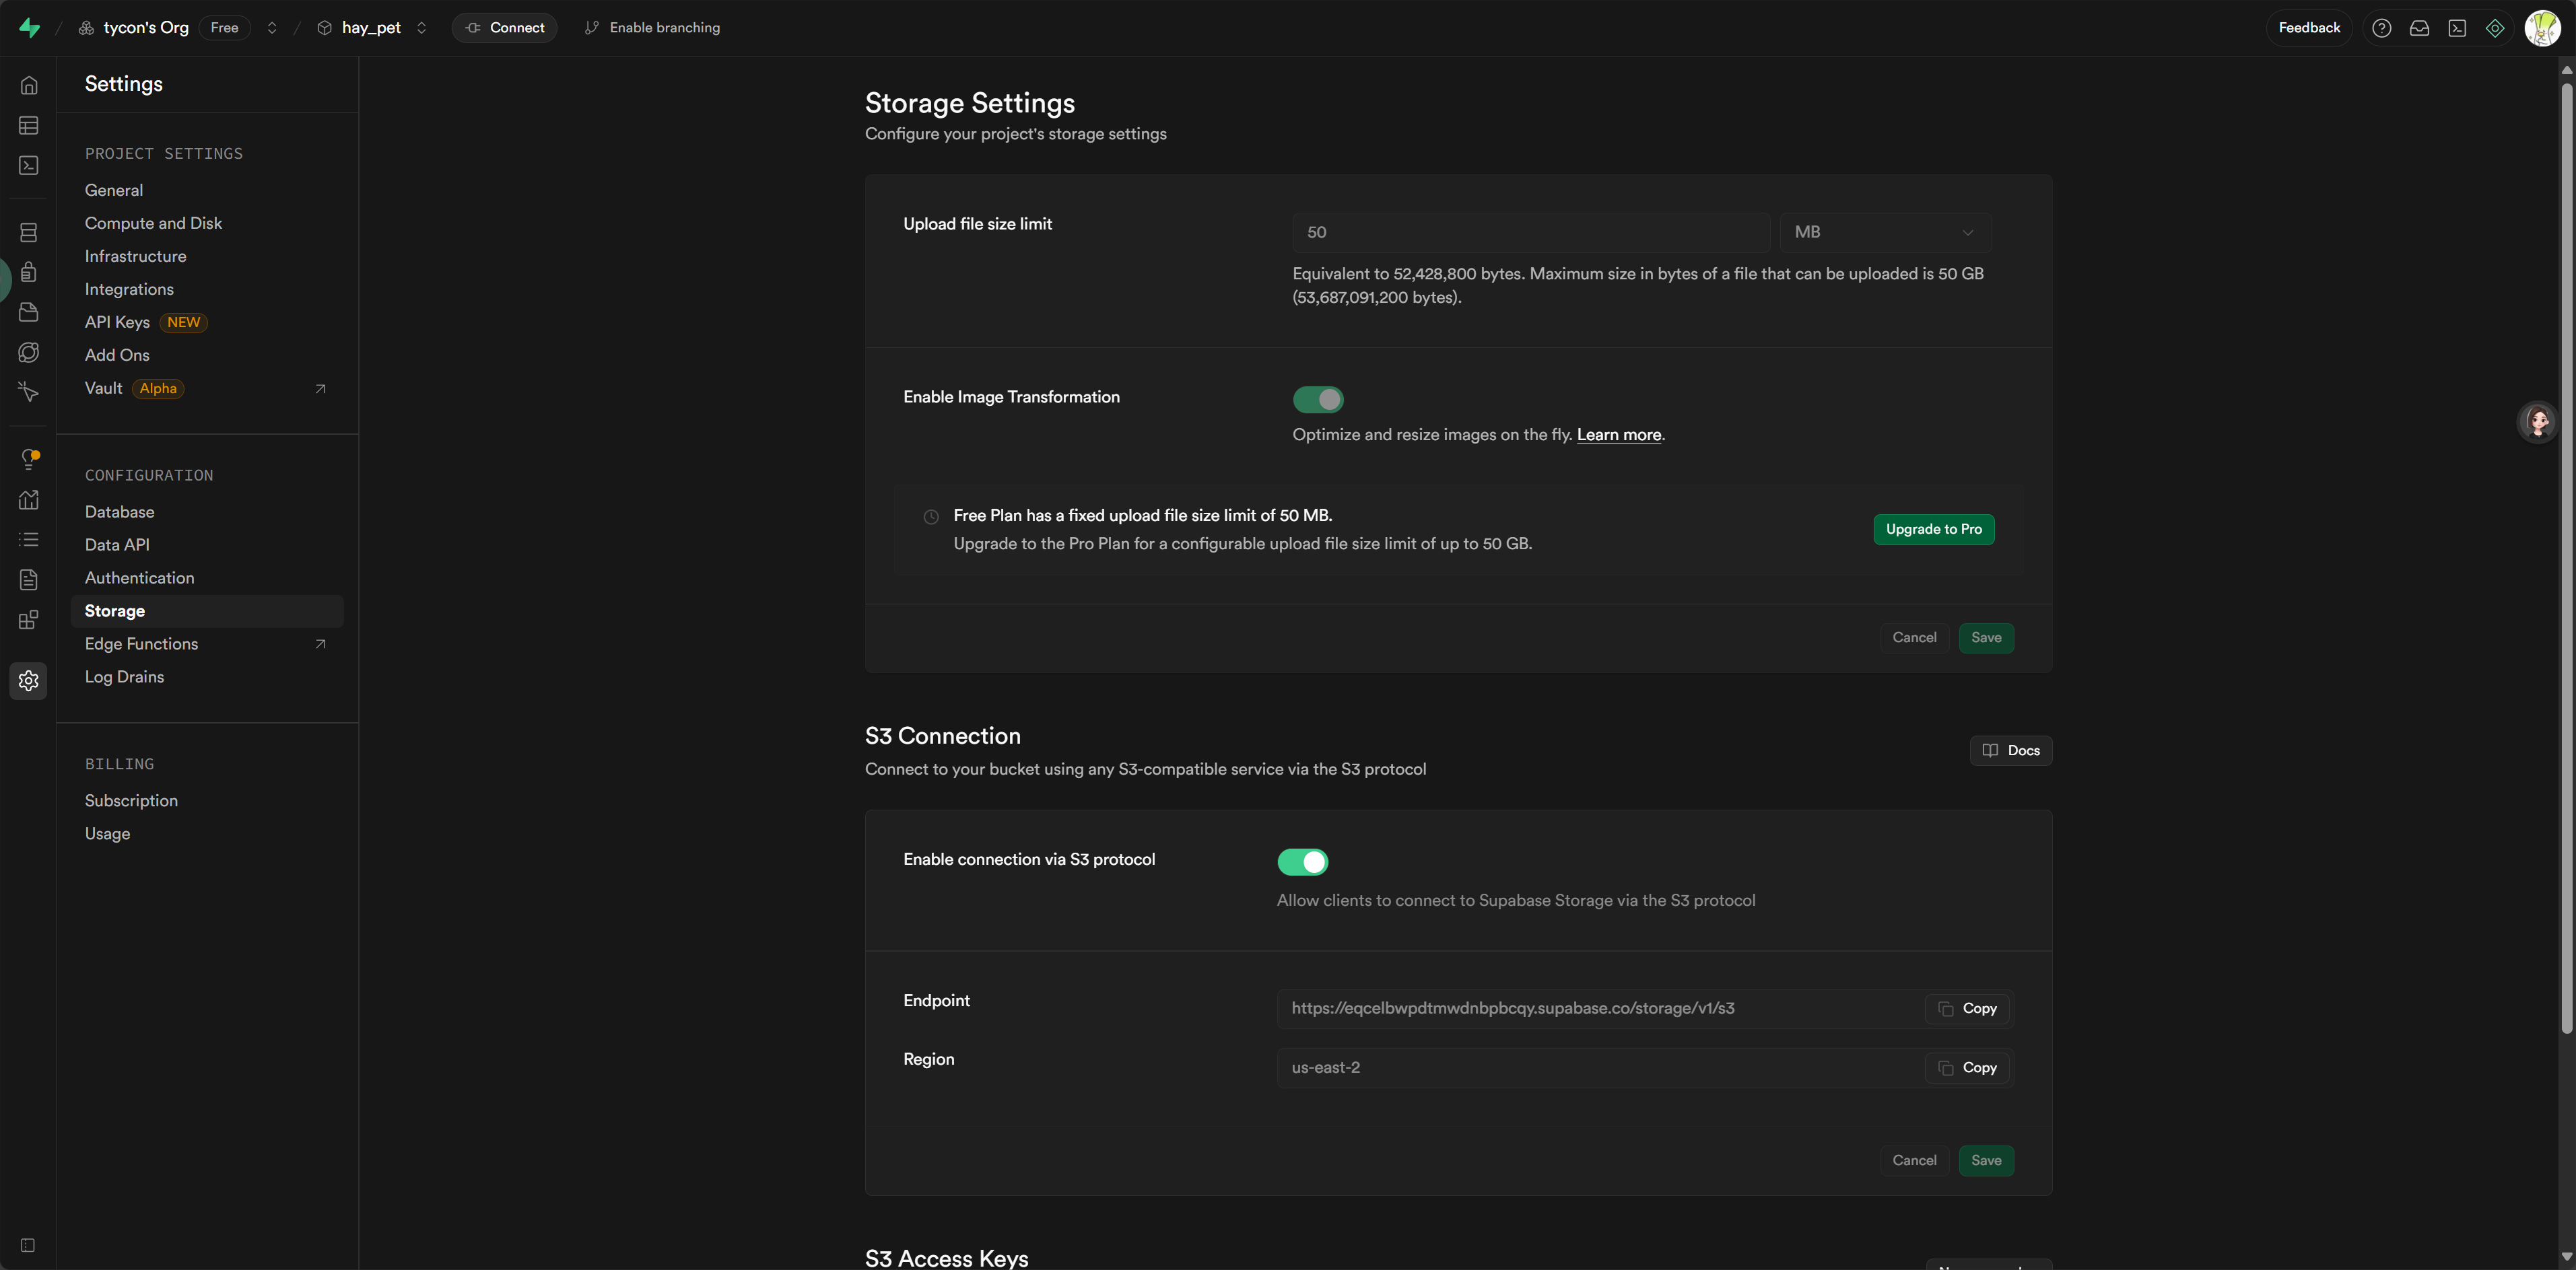 tycon's Org
Free
hay_pet
Connect
Enable branching
Feedback
Settings
PROJECT SETTINGS
General
Compute and Disk
Infrastructure
Integrations
API Keys NEW
Add Ons
Vault Alpha
CONFIGURATION
Database
Data API
Authentication
Storage
Edge Functions
Log Drains
BILLING
Subscription
Usage
Storage Settings
Configure your project's storage settings
Upload file size limit
50
MB
Equivalent to 52,428,800 bytes. Maximum size in bytes of a file that can be uploaded is 50 GB
(53,687,091,200 bytes).
Enable Image Transformation
Optimize and resize images on the fly. Learn more.
Free Plan has a fixed upload file size limit of 50 MB.
Upgrade to the Pro Plan for a configurable upload file size limit of up to 50 GB.
Upgrade to Pro
Cancel
Save
S3 Connection
Connect to your bucket using any S3-compatible service via the S3 protocol
Docs
Enable connection via S3 protocol
Allow clients to connect to Supabase Storage via the S3 protocol
Endpoint
https://eqcelbwpdtmwdnbpbcqy.supabase.co/storage/v1/s3
Copy
Region
us-east-2
Copy
Cancel
Save
S3 Access Keys